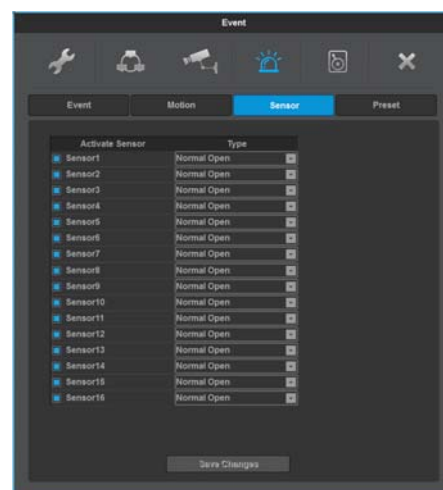 Event
Event Motion Sensor Preset
Activate Sensor Type
Sensor1 Normal Open
Sensor2 Normal Open
Sensor3 Normal Open
Sensor4 Normal Open
Sensor5 Normal Open
Sensor6 Normal Open
Sensor7 Normal Open
Sensor8 Normal Open
Sensor9 Normal Open
Sensor10 Normal Open
Sensor11 Normal Open
Sensor12 Normal Open
Sensor13 Normal Open
Sensor14 Normal Open
Sensor15 Normal Open
Sensor16 Normal Open
Save Changes